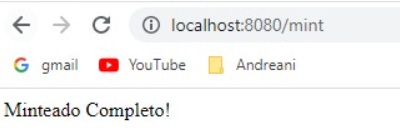 localhost:8080/mint
gmail YouTube Andreani
Minteado Completo!